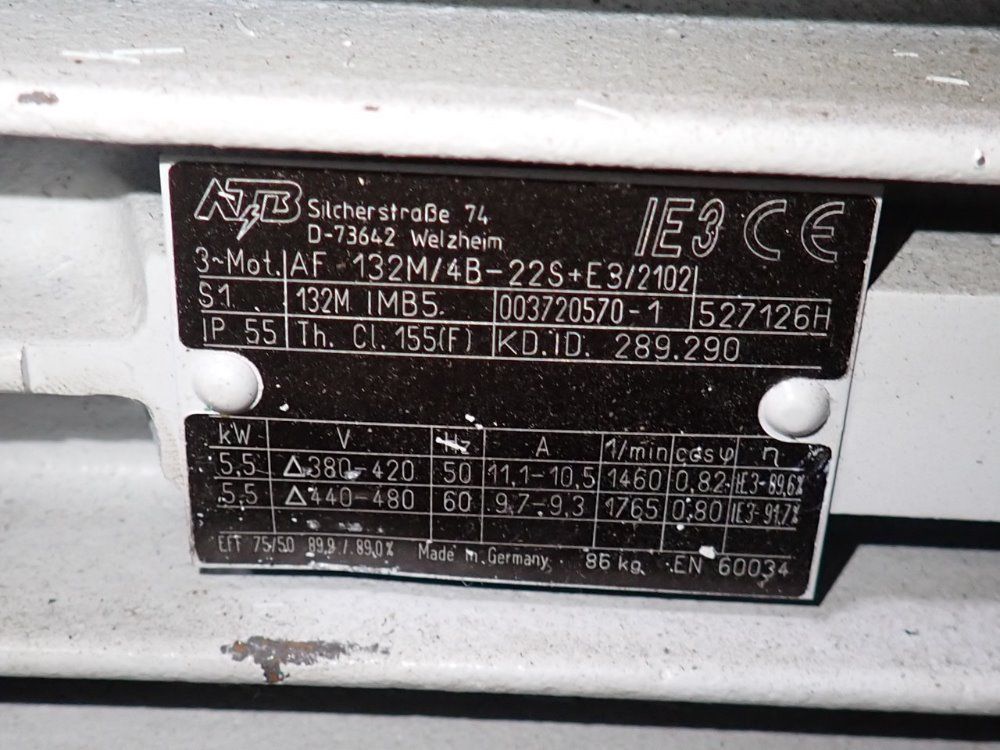 ATB Silcherstraße 74 IE3 CE
D-73642 Welzheim
3~Mot. AF 132M/4B-22S+E3/2102
S1 132M IMB5. 003720570-1 527126H
IP 55 Th. Cl. 155(F) KD.ID. 289.290
kW V Hz A 1/min cosφ η
5.5 Δ 380-420 50 11,1-10,5 1460 0,82 IE3-89,6%
5.5 Δ 440-480 60 9,7-9,3 1765 0,80 IE3-91,7%
EFF 75/50 89.9 / 89.0% Made in Germany 86 kg EN 60034